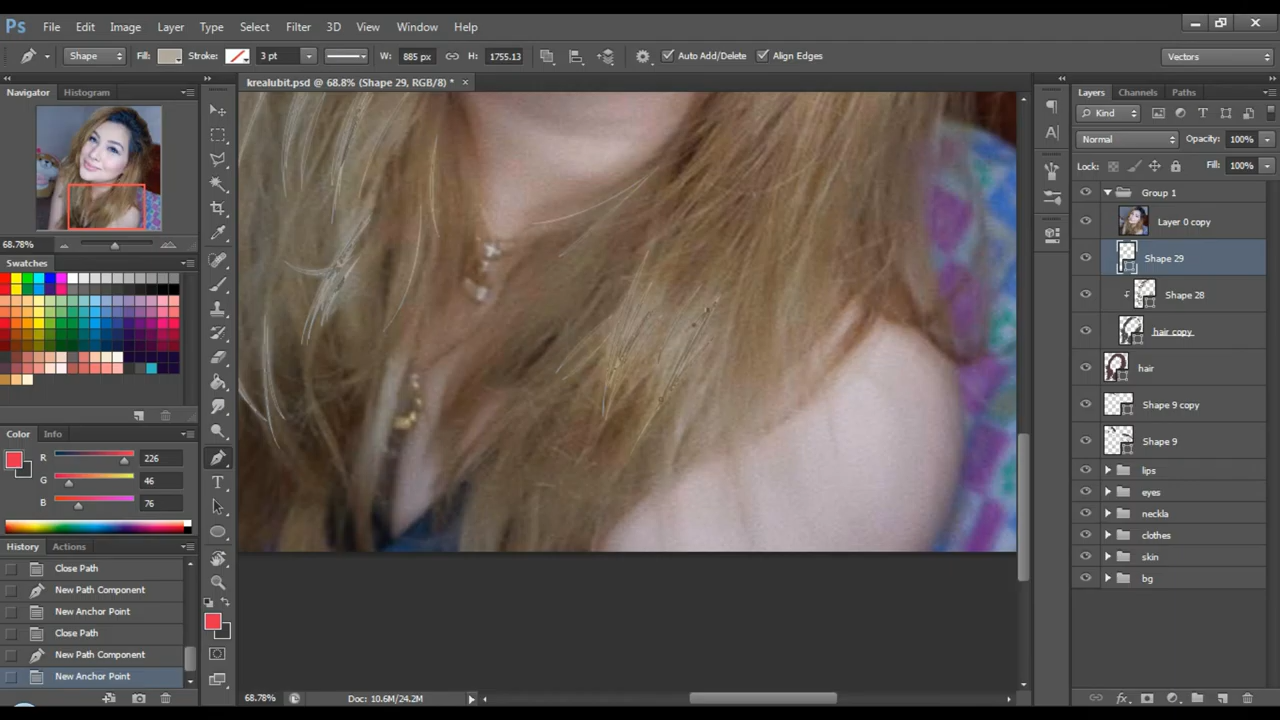 Ps File Edit Image Layer Type Select Filter 3D View Window Help
Shape Fill: Stroke: 3 pt W: 885 px H: 1755.13 Auto Add/Delete Align Edges Vectors
Navigator Histogram
krealubit.psd @ 68.8% (Shape 29, RGB/8) * ×
Layers Channels Paths
Kind
Normal Opacity: 100%
Lock: Fill: 100%
Group 1
Layer 0 copy
Shape 29
Shape 28
hair copy
hair
Shape 9 copy
Shape 9
lips
eyes
neckla
clothes
skin
bg
68.78%
Swatches
Color Info
R 226
G 46
B 76
History Actions
Close Path
New Path Component
New Anchor Point
Close Path
New Path Component
New Anchor Point
68.78% Doc: 10.6M/24.2M